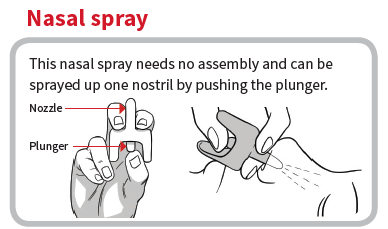 Nasal spray
This nasal spray needs no assembly and can be
sprayed up one nostril by pushing the plunger.
Nozzle
Plunger